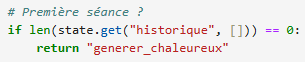 # Première séance ?
if len(state.get("historique", [])) == 0:
    return "generer_chaleureux"